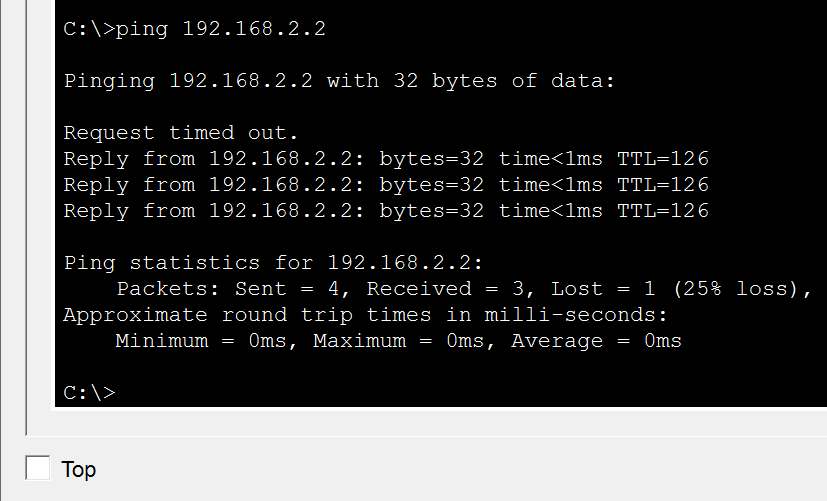 C:\>ping 192.168.2.2
Pinging 192.168.2.2 with 32 bytes of data:
Request timed out.
Reply from 192.168.2.2: bytes=32 time<1ms TTL=126
Reply from 192.168.2.2: bytes=32 time<1ms TTL=126
Reply from 192.168.2.2: bytes=32 time<1ms TTL=126
Ping statistics for 192.168.2.2:
    Packets: Sent = 4, Received = 3, Lost = 1 (25% loss),
Approximate round trip times in milli-seconds:
    Minimum = 0ms, Maximum = 0ms, Average = 0ms
C:\>
Top